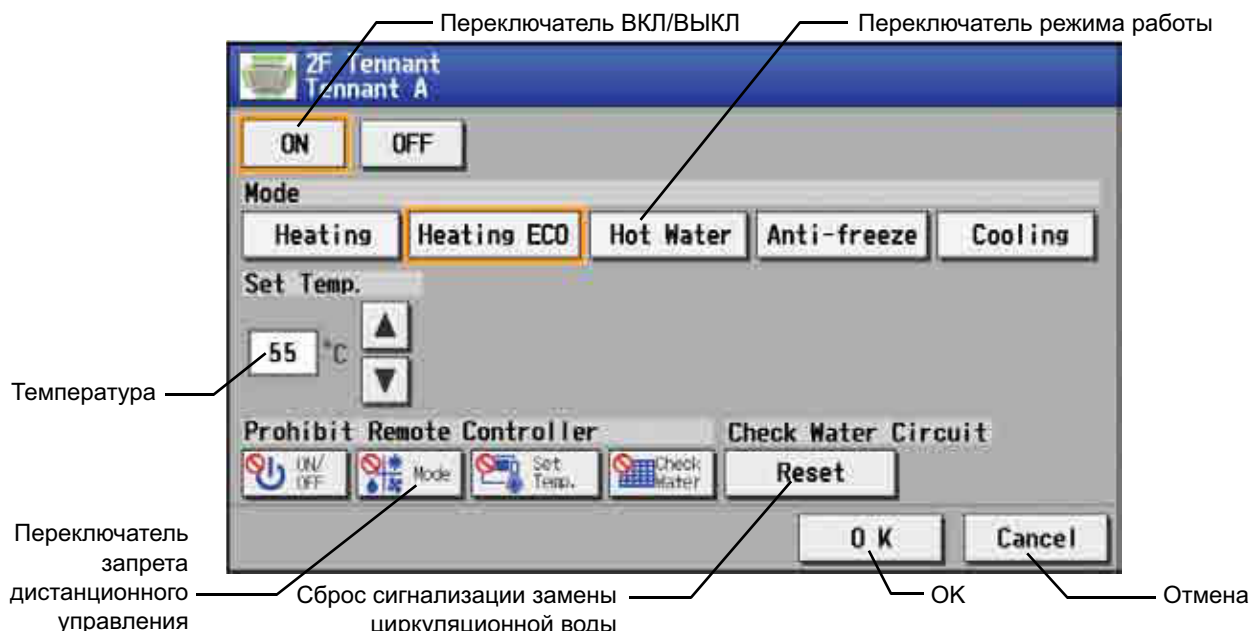 Переключатель ВКЛ/ВЫКЛ
Переключатель режима работы
2F Tennant
Tennant A
ON OFF
Mode
Heating Heating ECO Hot Water Anti-freeze Cooling
Set Temp.
55 °C
Температура
Prohibit Remote Controller Check Water Circuit
ON/OFF Mode Set Temp. Check Water Reset
OK Cancel
Переключатель
запрета
дистанционного
управления
Сброс сигнализации замены
циркуляционной воды
OK
Отмена